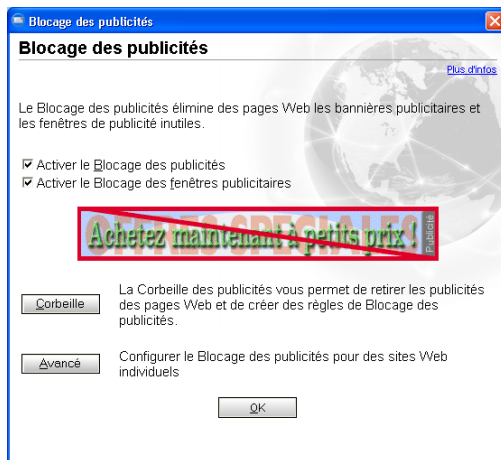 Blocage des publicités
Blocage des publicités
Plus d'infos
Le Blocage des publicités élimine des pages Web les bannières publicitaires et
les fenêtres de publicité inutiles.
Activer le Blocage des publicités
Activer le Blocage des fenêtres publicitaires
OFFRES SPECIALES
Achetez maintenant à petits prix !
Publicité
Corbeille
La Corbeille des publicités vous permet de retirer les publicités
des pages Web et de créer des règles de Blocage des
publicités.
Avancé
Configurer le Blocage des publicités pour des sites Web
individuels
OK